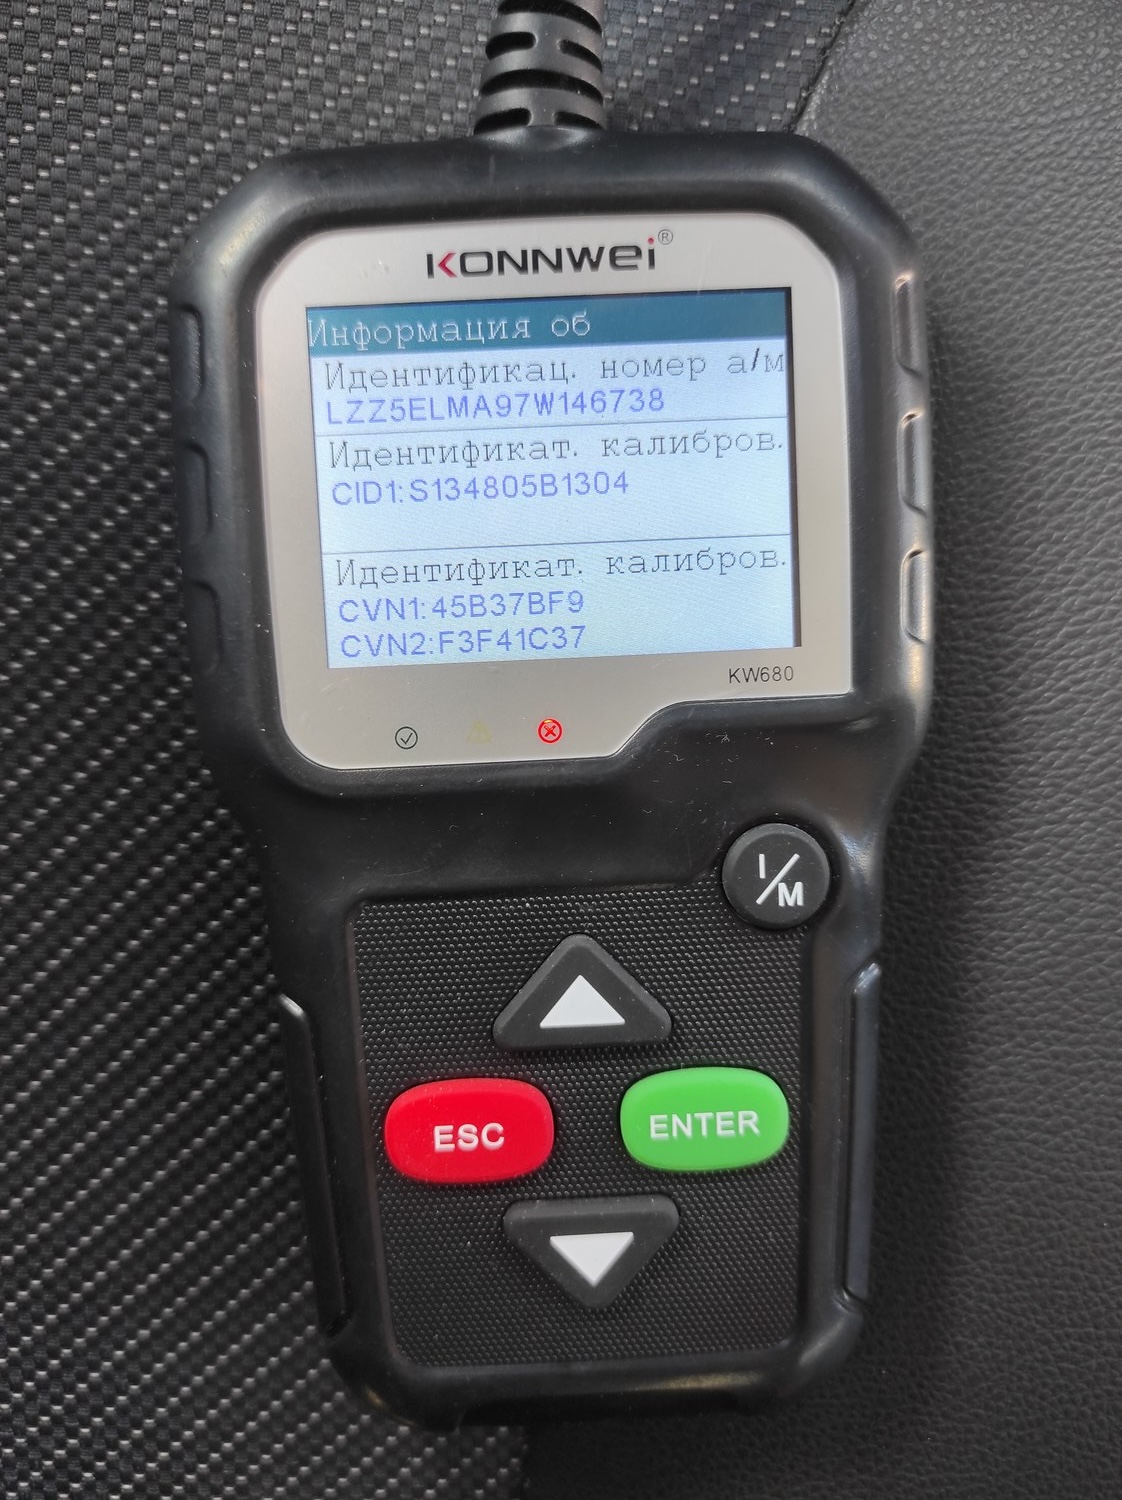 KONNWEI®
Информация об
Идентификац. номер а/м
LZZ5ELMA97W146738
Идентификат. калибров.
CID1:S134805B1304
Идентификат. калибров.
CVN1:45B37BF9
CVN2:F3F41C37
KW680
I/M
ESC
ENTER